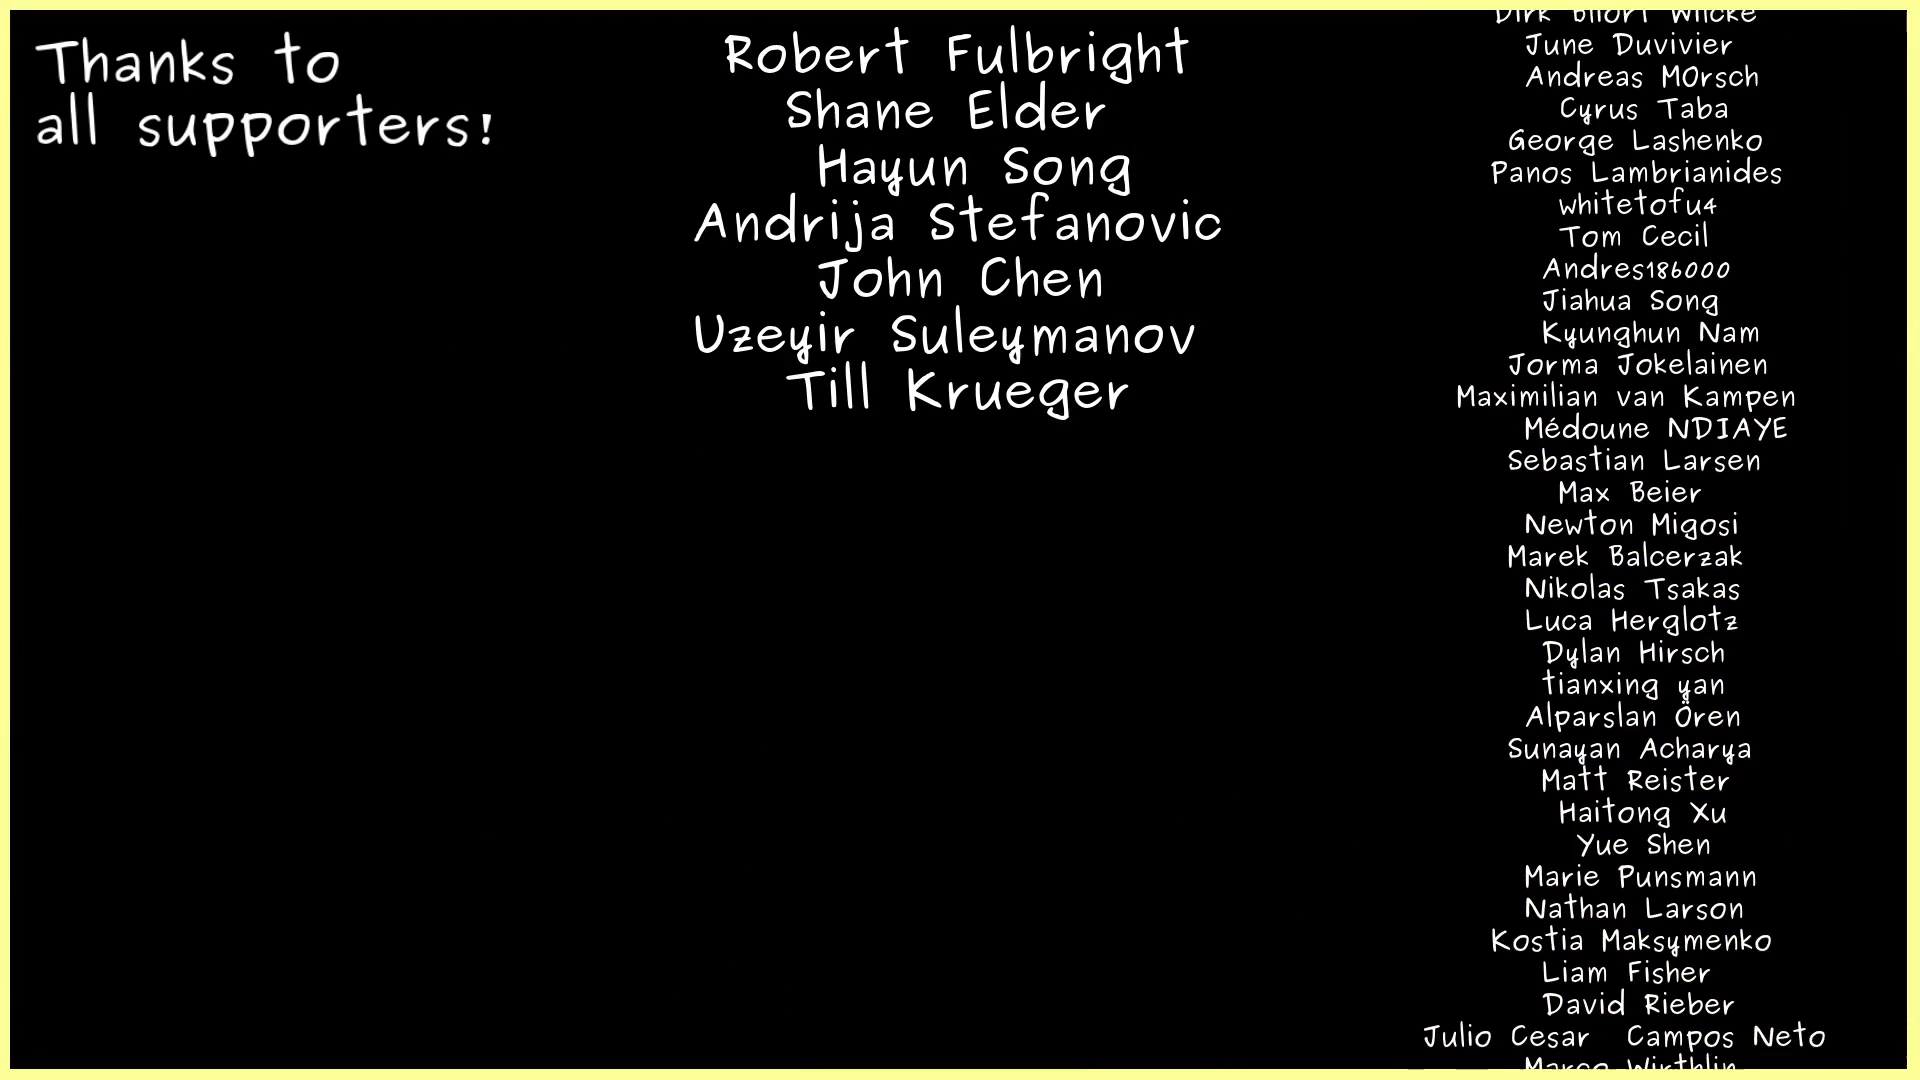 Thanks to
all supporters!
Robert Fulbright
Shane Elder
Hayun Song
Andrija Stefanovic
John Chen
Uzeyir Suleymanov
Till Krueger
June Duvivier
Andreas MOrsch
Cyrus Taba
George Lashenko
Panos Lambrianides
whitetofu4
Tom Cecil
Andres186000
Jiahua Song
Kyunghun Nam
Jorma Jokelainen
Maximilian van Kampen
Médoune NDIAYE
Sebastian Larsen
Max Beier
Newton Migosi
Marek Balcerzak
Nikolas Tsakas
Luca Herglotz
Dylan Hirsch
tianxing yan
Alparslan Ören
Sunayan Acharya
Matt Reister
Haitong Xu
Yue Shen
Marie Punsmann
Nathan Larson
Kostia Maksymenko
Liam Fisher
David Rieber
Julio Cesar Campos Neto
Marco Wirthlin